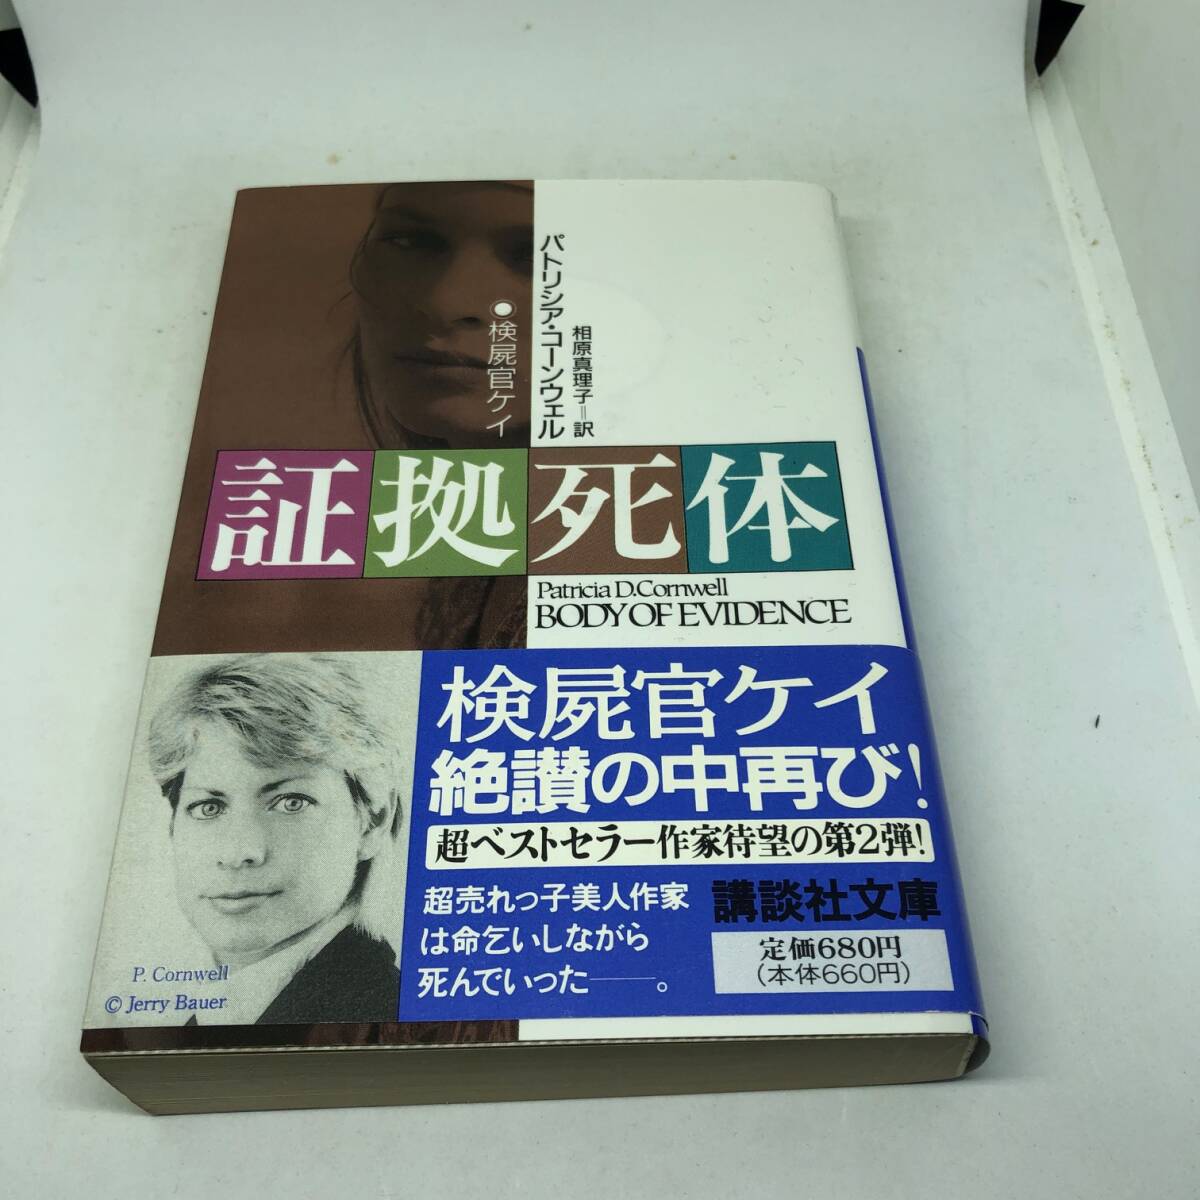 パトリシア・コーンウェル
相原真理子＝訳
●検屍官ケイ
証拠死体
Patricia D.Cornwell
BODY OF EVIDENCE
検屍官ケイ
絶讃の中再び!
超ベストセラー作家待望の第2弾!
超売れっ子美人作家
は命乞いしながら
死んでいった——。
講談社文庫
定価680円
(本体660円)
P. Cornwell
© Jerry Bauer